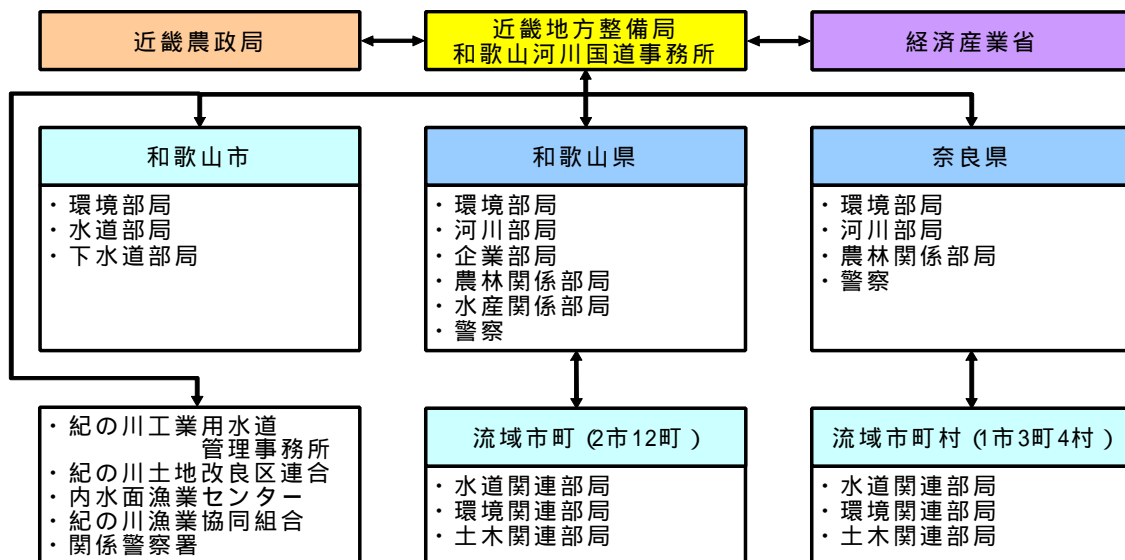 近畿農政局
近畿地方整備局
和歌山河川国道事務所
経済産業省
和歌山市
・環境部局
・水道部局
・下水道部局
和歌山県
・環境部局
・河川部局
・企業部局
・農林関係部局
・水産関係部局
・警察
奈良県
・環境部局
・河川部局
・農林関係部局
・警察
・紀の川工業用水道
管理事務所
・紀の川土地改良区連合
・内水面漁業センター
・紀の川漁業協同組合
・関係警察署
流域市町(2市12町)
・水道関連部局
・環境関連部局
・土木関連部局
流域市町村(1市3町4村)
・水道関連部局
・環境関連部局
・土木関連部局